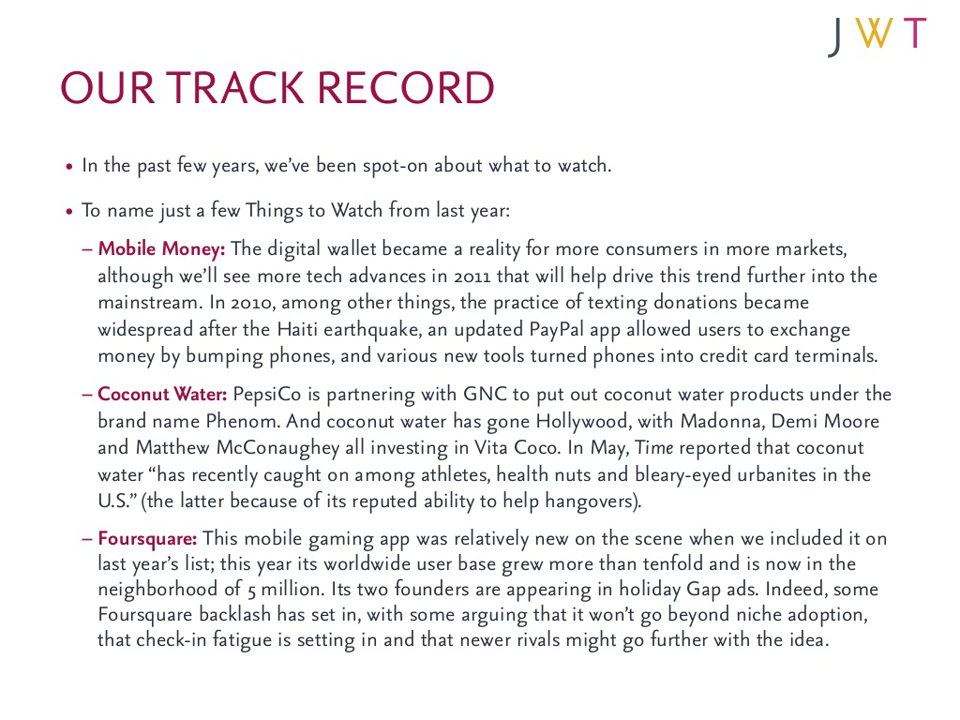 J W T
OUR TRACK RECORD
• In the past few years, we've been spot-on about what to watch.
• To name just a few Things to Watch from last year:
– Mobile Money: The digital wallet became a reality for more consumers in more markets,
although we'll see more tech advances in 2011 that will help drive this trend further into the
mainstream. In 2010, among other things, the practice of texting donations became
widespread after the Haiti earthquake, an updated PayPal app allowed users to exchange
money by bumping phones, and various new tools turned phones into credit card terminals.
– Coconut Water: PepsiCo is partnering with GNC to put out coconut water products under the
brand name Phenom. And coconut water has gone Hollywood, with Madonna, Demi Moore
and Matthew McConaughey all investing in Vita Coco. In May, Time reported that coconut
water “has recently caught on among athletes, health nuts and bleary-eyed urbanites in the
U.S.” (the latter because of its reputed ability to help hangovers).
– Foursquare: This mobile gaming app was relatively new on the scene when we included it on
last year's list; this year its worldwide user base grew more than tenfold and is now in the
neighborhood of 5 million. Its two founders are appearing in holiday Gap ads. Indeed, some
Foursquare backlash has set in, with some arguing that it won't go beyond niche adoption,
that check-in fatigue is setting in and that newer rivals might go further with the idea.